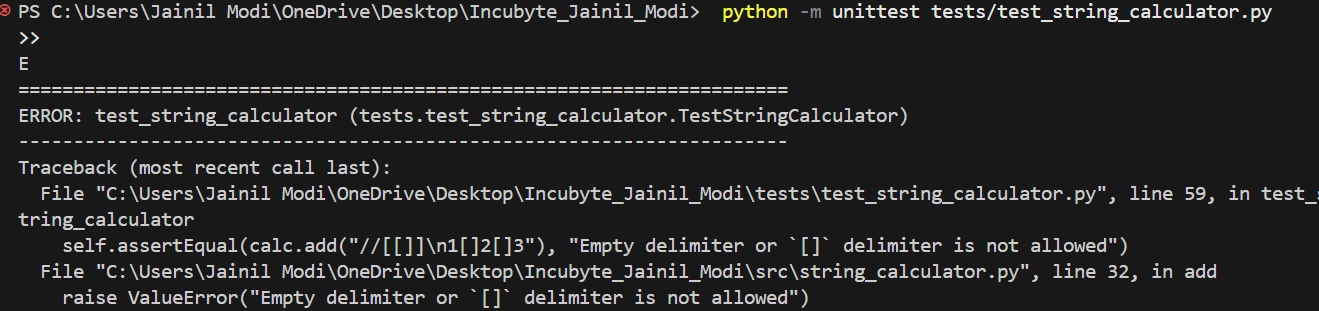 PS C:\Users\Jainil Modi\OneDrive\Desktop\Incubyte_Jainil_Modi> python -m unittest tests/test_string_calculator.py
>>
E
======================================================================
ERROR: test_string_calculator (tests.test_string_calculator.TestStringCalculator)
----------------------------------------------------------------------
Traceback (most recent call last):
  File "C:\Users\Jainil Modi\OneDrive\Desktop\Incubyte_Jainil_Modi\tests\test_string_calculator.py", line 59, in test_s
tring_calculator
    self.assertEqual(calc.add("//[[]]\n1[]2[]3"), "Empty delimiter or `[]` delimiter is not allowed")
  File "C:\Users\Jainil Modi\OneDrive\Desktop\Incubyte_Jainil_Modi\src\string_calculator.py", line 32, in add
    raise ValueError("Empty delimiter or `[]` delimiter is not allowed")